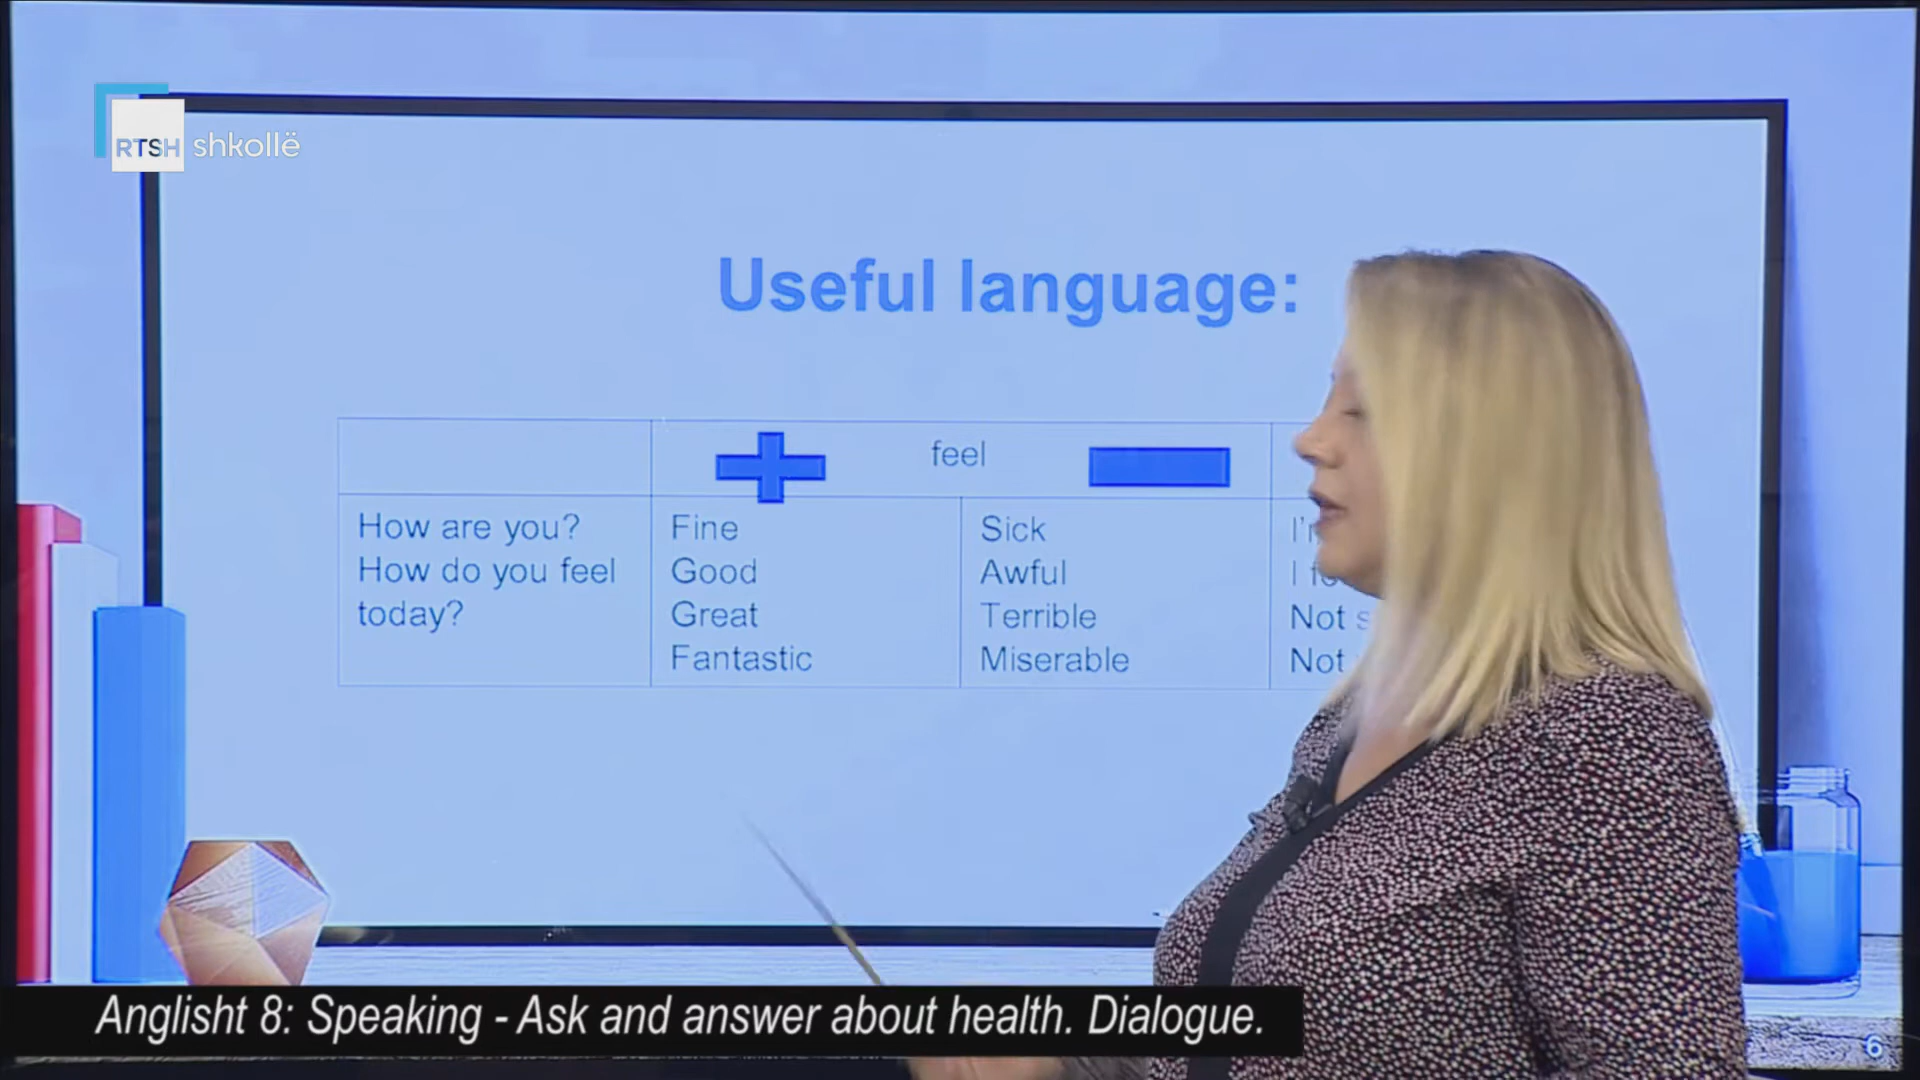 RTSH shkollë
Useful language:
feel
How are you?
How do you feel
today?
Fine
Good
Great
Fantastic
Sick
Awful
Terrible
Miserable
I
Not
Not
Anglisht 8: Speaking - Ask and answer about health. Dialogue.
6